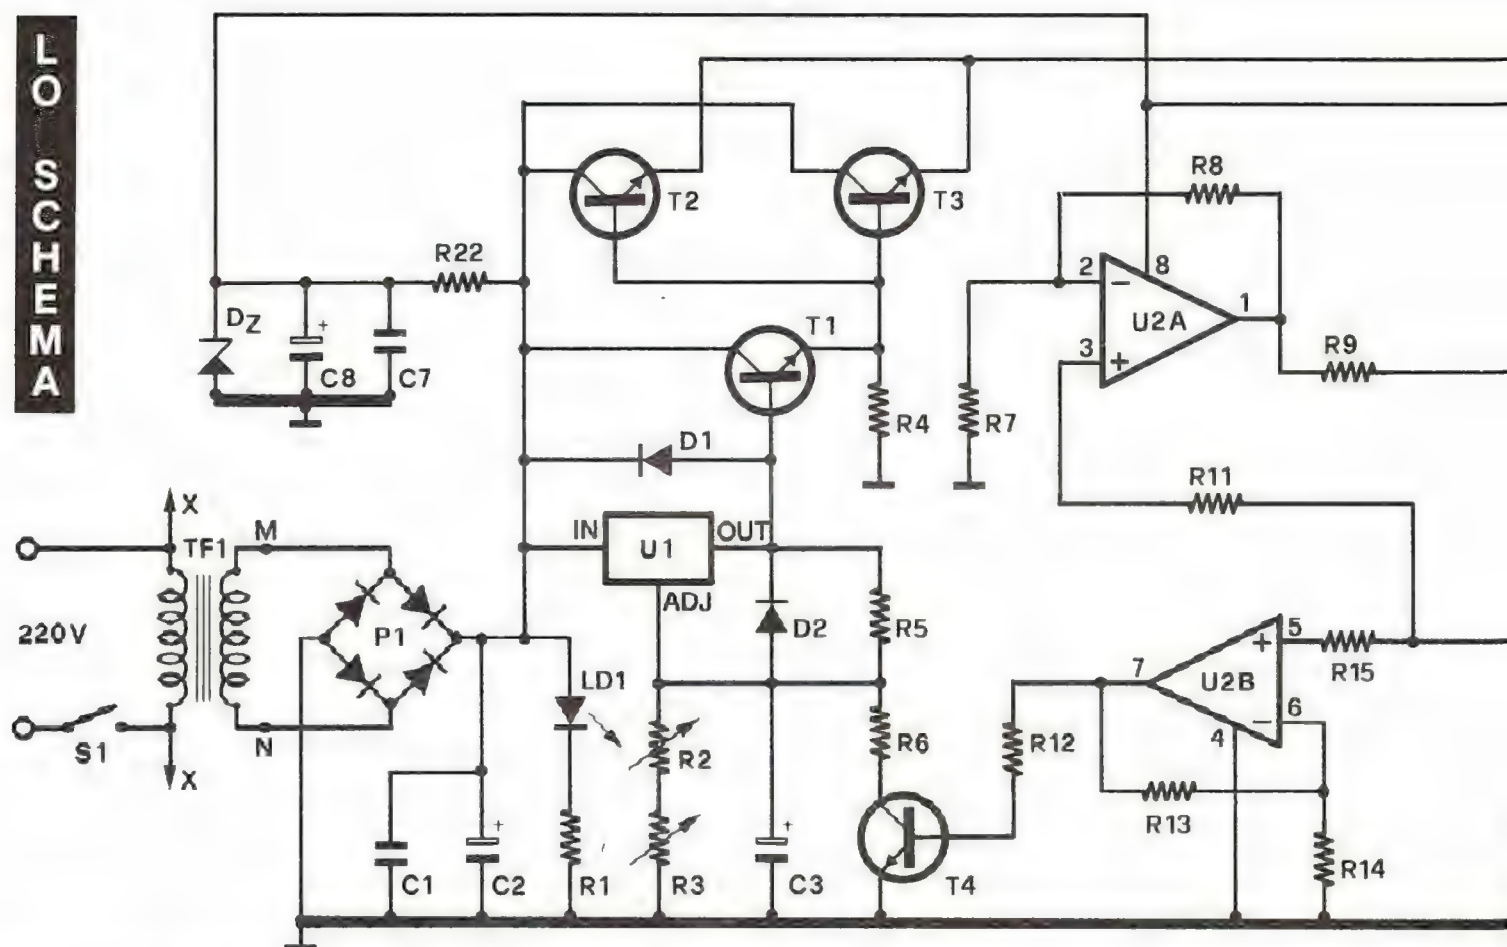 LO SCHEMA
T2
T3
R8
R22
2
8
DZ
+
T1
−
1
U2A
3
+
R9
C8
C7
R4
R7
D1
R11
X
TF1
M
IN
U1
OUT
ADJ
220V
P1
D2
R5
5
+
7
R15
LD1
U2B
6
−
N
S1
R2
R6
R12
4
X
R13
+
+
C1
C2
R1
R3
C3
T4
R14